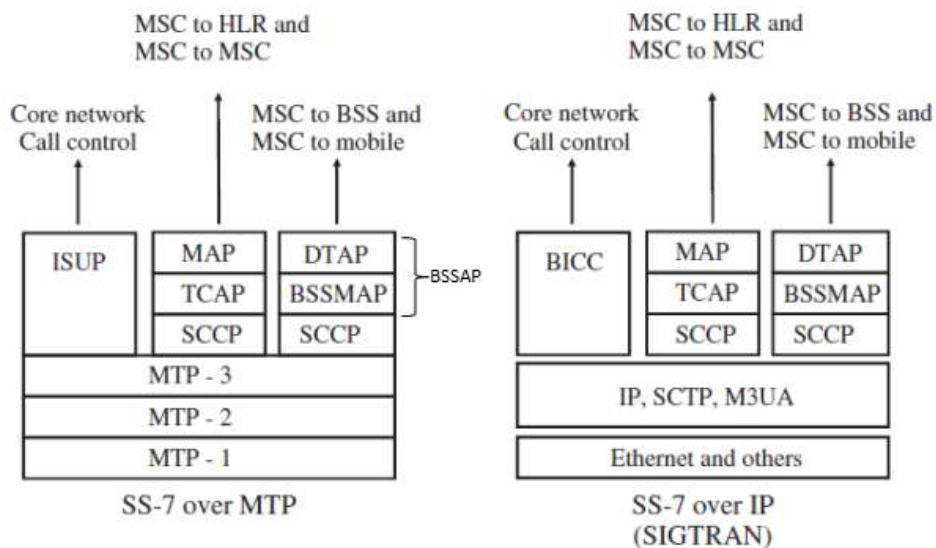 MSC to HLR and
MSC to MSC
Core network
Call control
MSC to BSS and
MSC to mobile
ISUP
MAP
DTAP
TCAP
BSSMAP
SCCP
SCCP
BSSAP
MTP - 3
MTP - 2
MTP - 1
SS-7 over MTP
MSC to HLR and
MSC to MSC
Core network
Call control
MSC to BSS and
MSC to mobile
BICC
MAP
DTAP
TCAP
BSSMAP
SCCP
SCCP
IP, SCTP, M3UA
Ethernet and others
SS-7 over IP
(SIGTRAN)